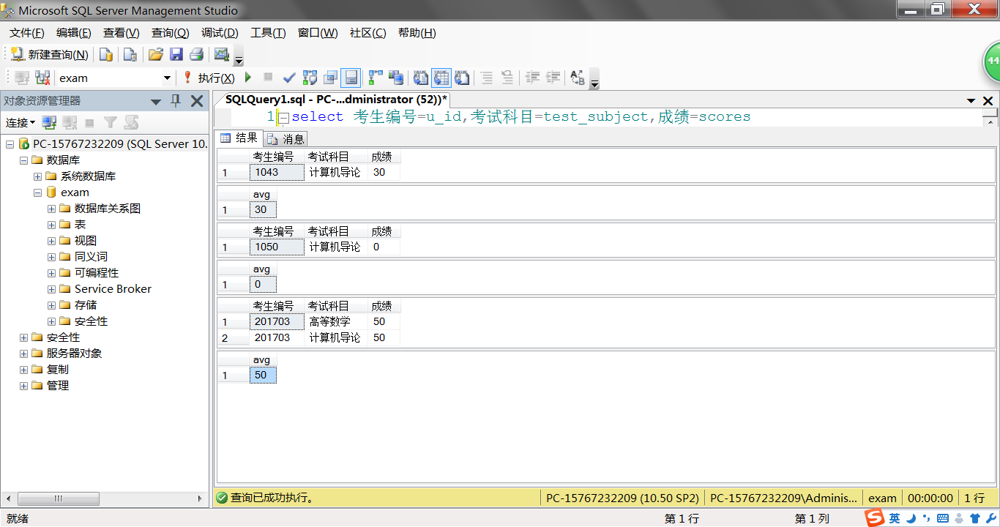 Microsoft SQL Server Management Studio
文件(F) 编辑(E) 查看(V) 查询(Q) 调试(D) 工具(T) 窗口(W) 社区(C) 帮助(H)
新建查询(N)
44
exam 执行(X)
对象资源管理器
连接
PC-15767232209 (SQL Server 10.
数据库
系统数据库
exam
数据库关系图
表
视图
同义词
可编程性
Service Broker
存储
安全性
安全性
服务器对象
复制
管理
SQLQuery1.sql - PC-...dministrator (52))*
1 select 考生编号=u_id,考试科目=test_subject,成绩=scores
结果 消息
考生编号 考试科目 成绩
1 1043 计算机导论 30
avg
1 30
考生编号 考试科目 成绩
1 1050 计算机导论 0
avg
1 0
考生编号 考试科目 成绩
1 201703 高等数学 50
2 201703 计算机导论 50
avg
1 50
查询已成功执行。 PC-15767232209 (10.50 SP2) PC-15767232209\Adminis... exam 00:00:00 1 行
就绪 第 1 行 第 1 列 S 英